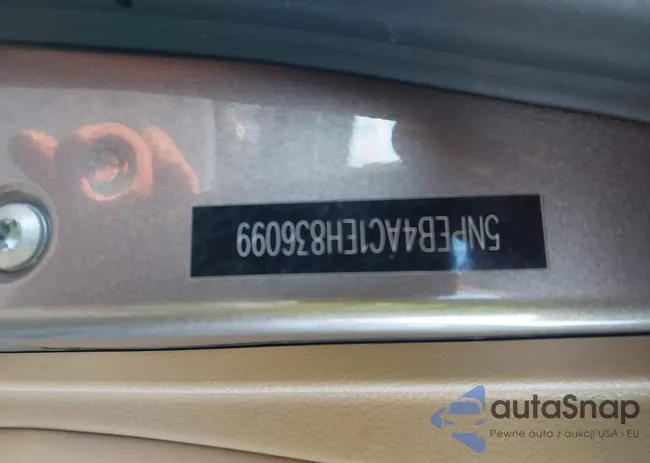 5NPEB4AC1EH836099
autaSnap
Pewne auta z aukcji USA i EU